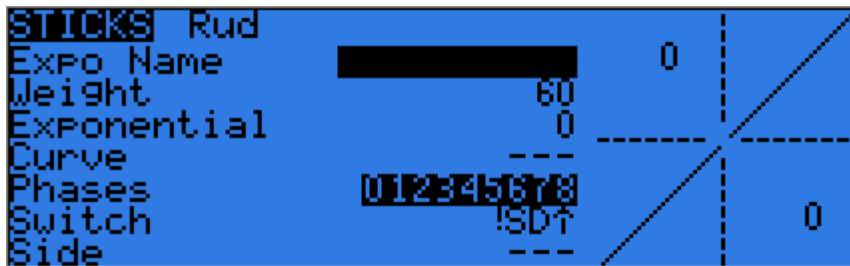 STICKS Rud
Expo Name 0
Weight 60
Exponential 0
Curve ---
Phases 012345678
Switch !SD↑ 0
Side ---